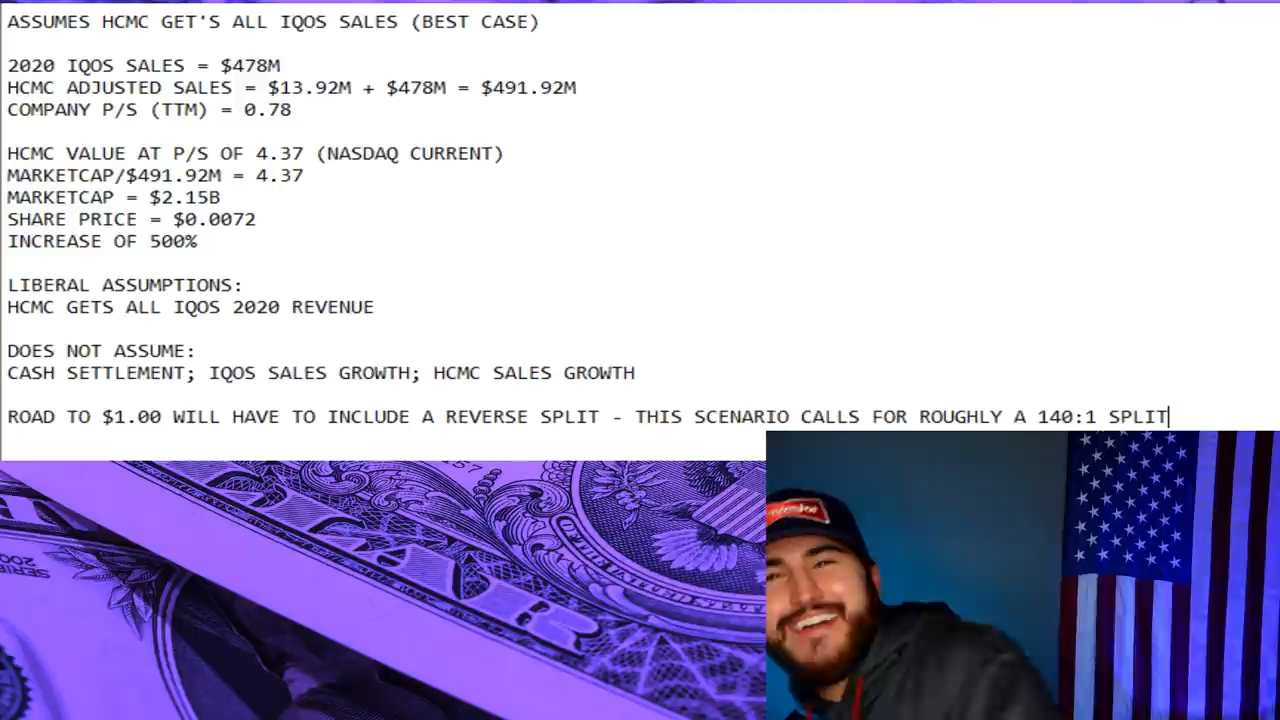 ASSUMES HCMC GET'S ALL IQOS SALES (BEST CASE)
2020 IQOS SALES = $478M
HCMC ADJUSTED SALES = $13.92M + $478M = $491.92M
COMPANY P/S (TTM) = 0.78
HCMC VALUE AT P/S OF 4.37 (NASDAQ CURRENT)
MARKETCAP/$491.92M = 4.37
MARKETCAP = $2.15B
SHARE PRICE = $0.0072
INCREASE OF 500%
LIBERAL ASSUMPTIONS:
HCMC GETS ALL IQOS 2020 REVENUE
DOES NOT ASSUME:
CASH SETTLEMENT; IQOS SALES GROWTH; HCMC SALES GROWTH
ROAD TO $1.00 WILL HAVE TO INCLUDE A REVERSE SPLIT - THIS SCENARIO CALLS FOR ROUGHLY A 140:1 SPLIT